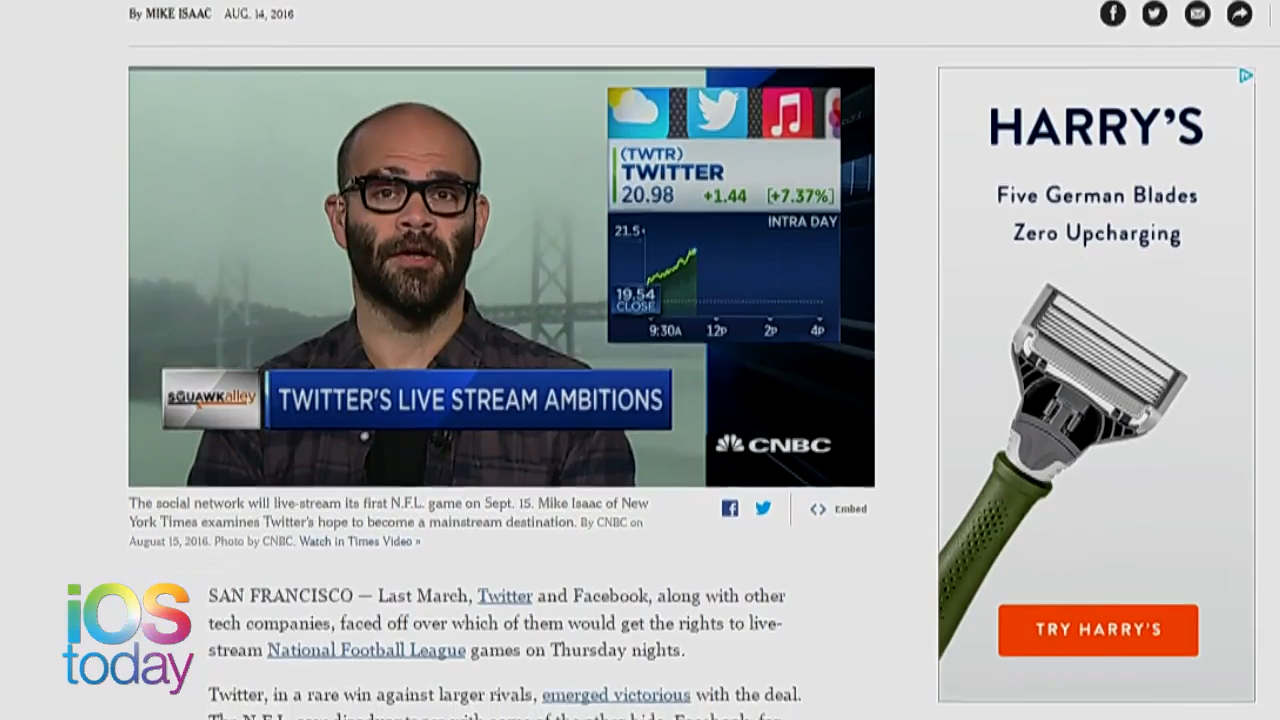 By MIKE ISAAC AUG. 14, 2016
(TWTR)
TWITTER
20.98 +1.44 [+7.37%]
INTRA DAY
21.5
19.54
CLOSE
9:30A 12P 2P 4P
SQUAWKalley
TWITTER'S LIVE STREAM AMBITIONS
CNBC
The social network will live-stream its first N.F.L. game on Sept. 15. Mike Isaac of New
York Times examines Twitter's hope to become a mainstream destination. By CNBC on
August 15, 2016. Photo by CNBC. Watch in Times Video »
<> Embed
SAN FRANCISCO — Last March, Twitter and Facebook, along with other
tech companies, faced off over which of them would get the rights to live-
stream National Football League games on Thursday nights.
Twitter, in a rare win against larger rivals, emerged victorious with the deal.
HARRY'S
Five German Blades
Zero Upcharging
TRY HARRY'S
iOS
today